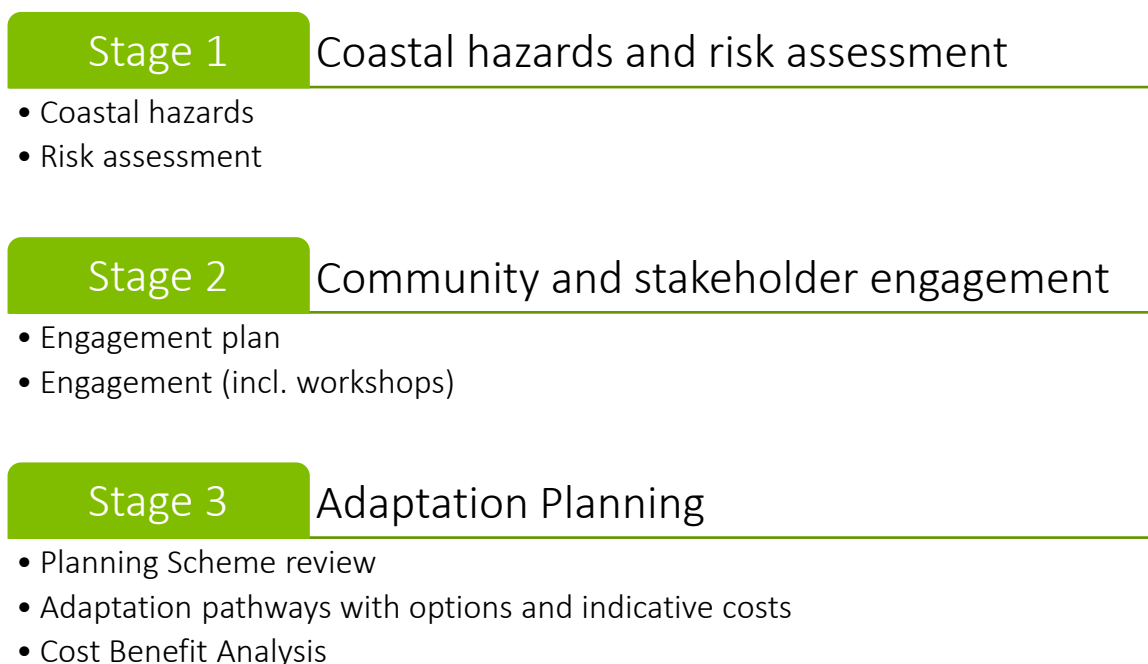 Stage 1 Coastal hazards and risk assessment
• Coastal hazards
• Risk assessment
Stage 2 Community and stakeholder engagement
• Engagement plan
• Engagement (incl. workshops)
Stage 3 Adaptation Planning
• Planning Scheme review
• Adaptation pathways with options and indicative costs
• Cost Benefit Analysis